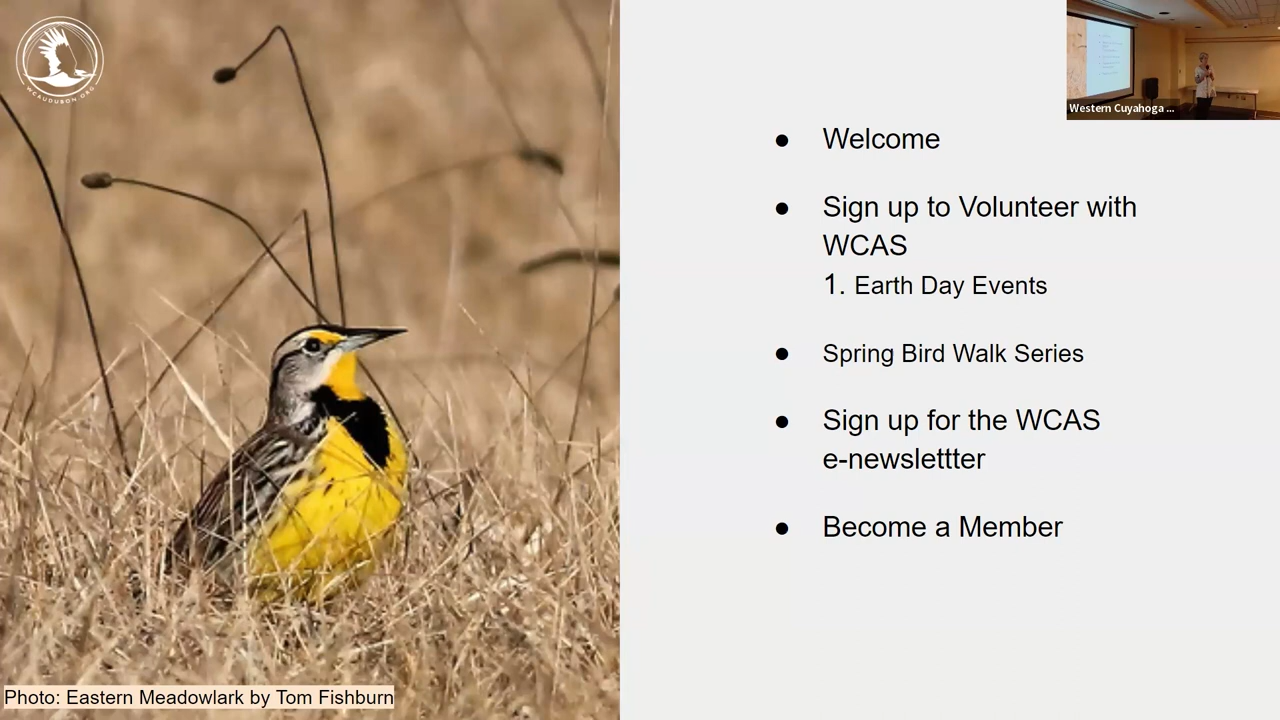 WCAUDUBON.ORG
Western Cuyahoga ...
● Welcome
● Sign up to Volunteer with
WCAS
1. Earth Day Events
● Spring Bird Walk Series
● Sign up for the WCAS
e-newslettter
● Become a Member
Photo: Eastern Meadowlark by Tom Fishburn